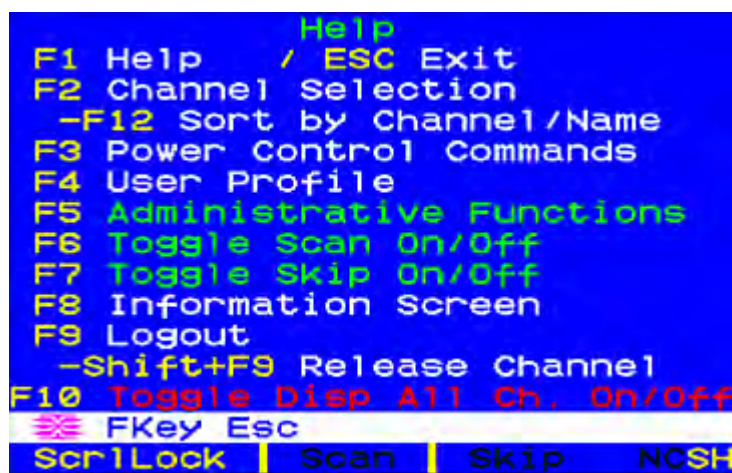 Help
F1 Help / ESC Exit
F2 Channel Selection
-F12 Sort by Channel/Name
F3 Power Control Commands
F4 User Profile
F5 Administrative Functions
F6 Toggle Scan On/Off
F7 Toggle Skip On/Off
F8 Information Screen
F9 Logout
-Shift+F9 Release Channel
F10 Toggle Disp All Ch. On/Off
FKey Esc
ScrlLock Scan Skip NCSH